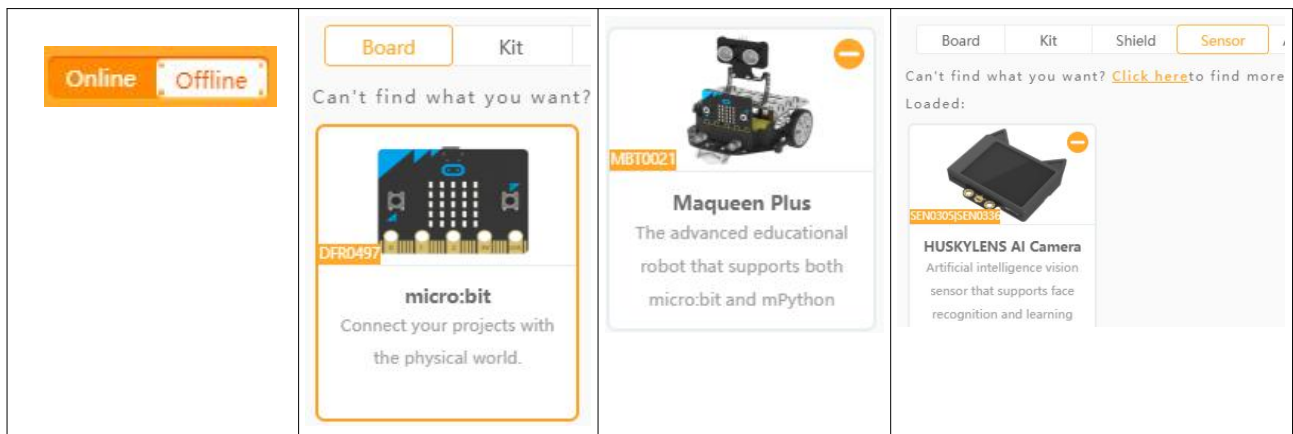 Online Offline
Board Kit
Can't find what you want?
DFR0497
micro:bit
Connect your projects with
the physical world.
MBT0021
Maqueen Plus
The advanced educational
robot that supports both
micro:bit and mPython
Board Kit Shield Sensor
Can't find what you want? Click hereto find more
Loaded:
SEN0305|SEN0336
HUSKYLENS AI Camera
Artificial intelligence vision
sensor that supports face
recognition and learning